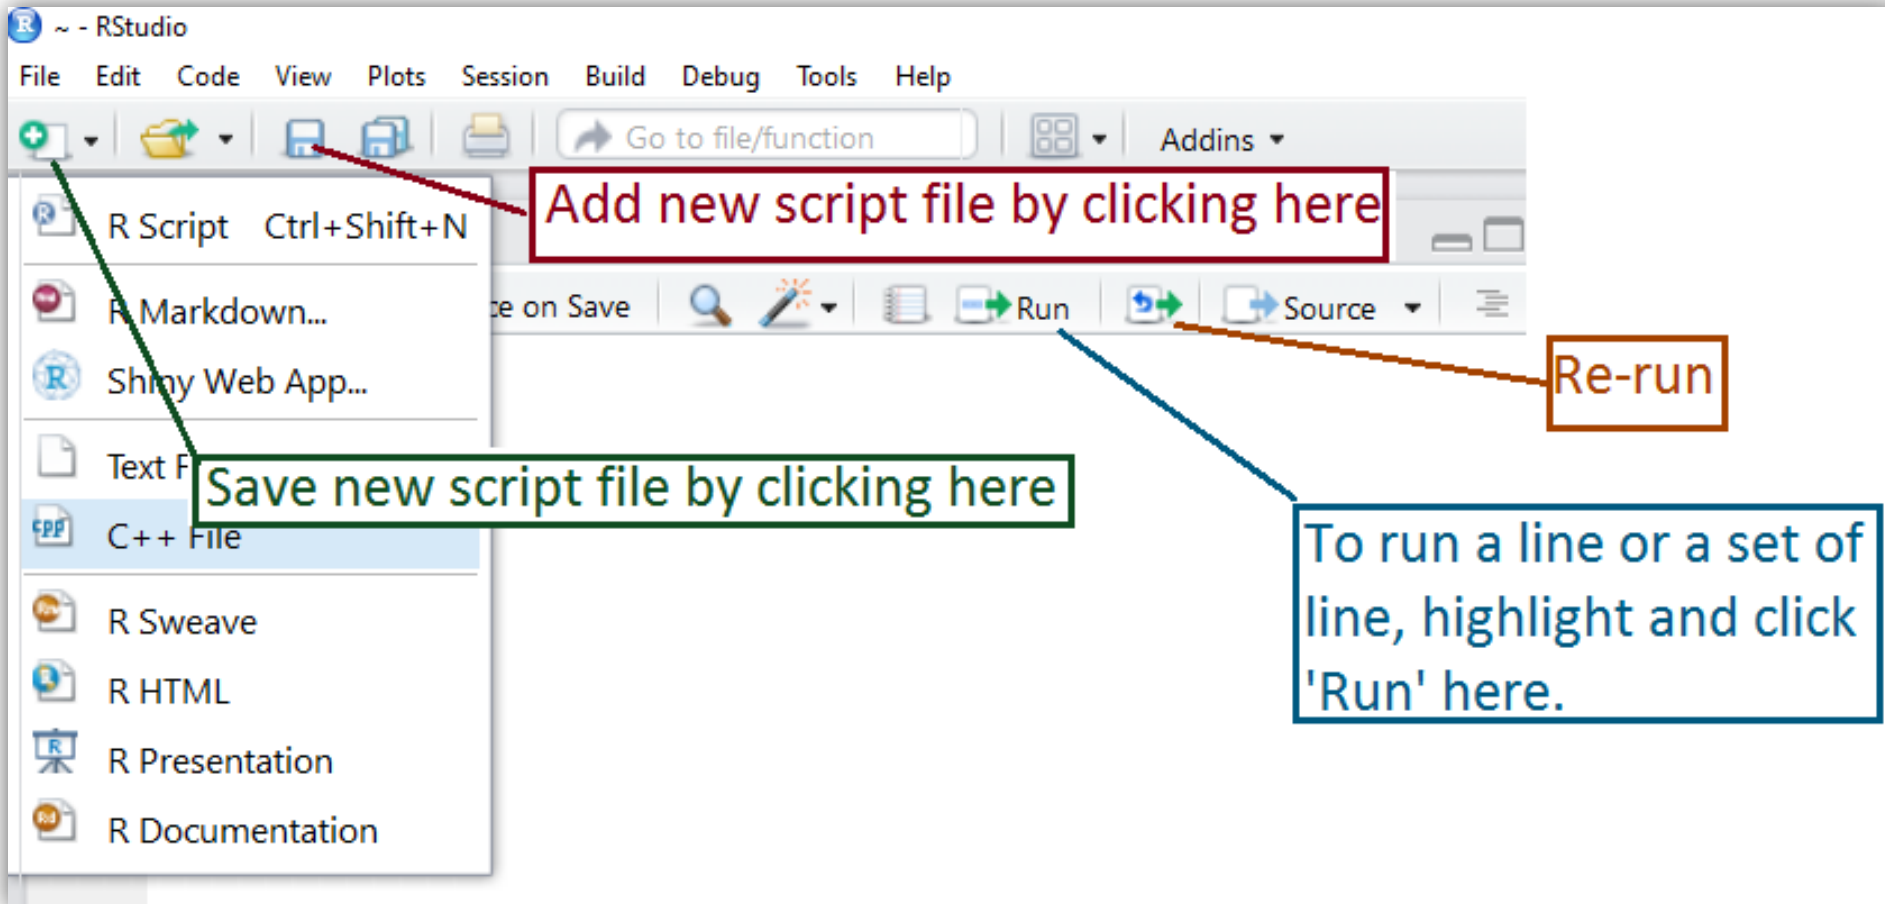 ~ - RStudio
File Edit Code View Plots Session Build Debug Tools Help
Go to file/function Addins
Add new script file by clicking here
R Script Ctrl+Shift+N
R Markdown...
ce on Save Run Source
Shiny Web App...
Re-run
Text F
Save new script file by clicking here
C++ File
To run a line or a set of
line, highlight and click
'Run' here.
R Sweave
R HTML
R Presentation
R Documentation